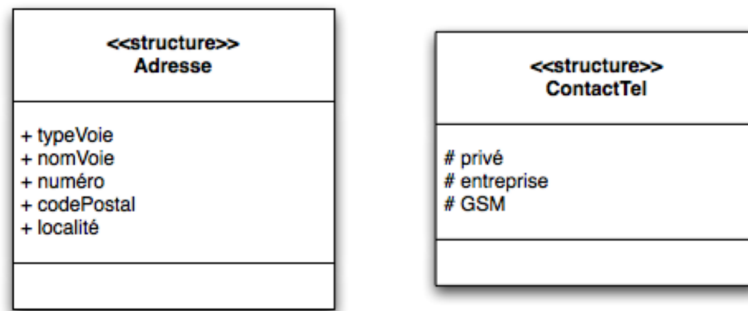 <<structure>>
Adresse
+ typeVoie
+ nomVoie
+ numéro
+ codePostal
+ localité
<<structure>>
ContactTel
# privé
# entreprise
# GSM